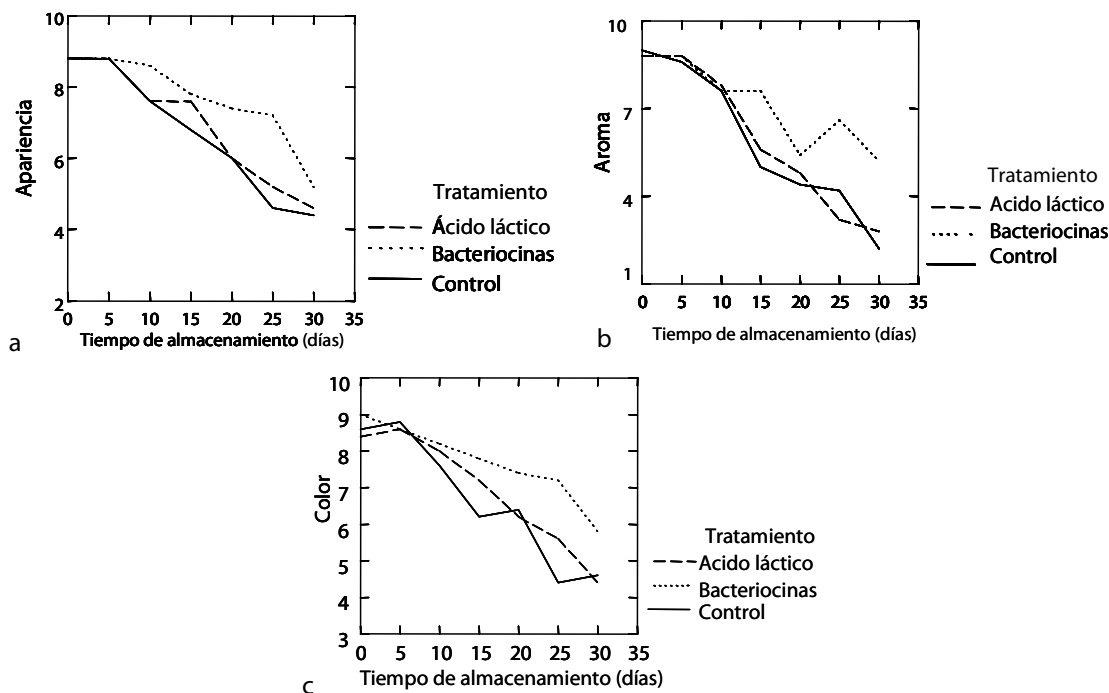 10
8
6
4
2
Apariencia
0 5 10 15 20 25 30 35
Tiempo de almacenamiento (días)
Tratamiento
Ácido láctico
Bacteriocinas
Control
a
10
7
4
1
Aroma
0 5 10 15 20 25 30 35
Tiempo de almacenamiento (días)
Tratamiento
Acido láctico
Bacteriocinas
Control
b
10
9
8
7
6
5
4
3
Color
0 5 10 15 20 25 30 35
Tiempo de almacenamiento (días)
Tratamiento
Acido láctico
Bacteriocinas
Control
c